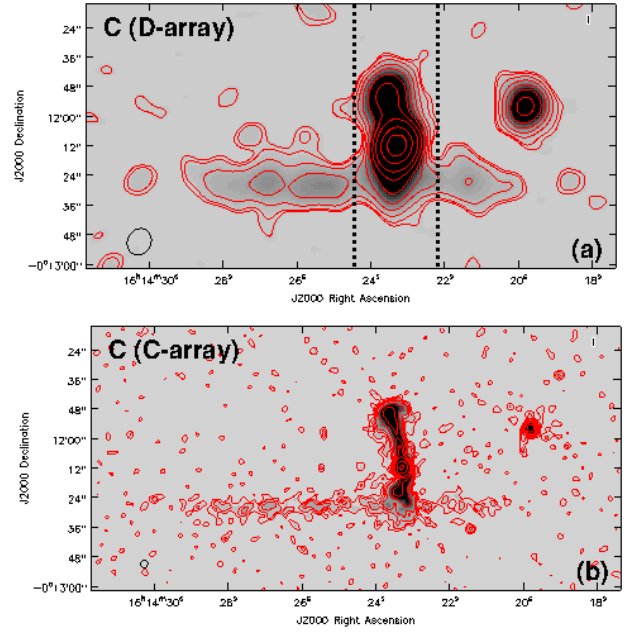 C (D-array)
I
24"
36"
48"
12'00"
12"
24"
36"
48"
−0°13'00"
J2000 Declination
(a)
16ʰ14ᵐ30ˢ 28ˢ 26ˢ 24ˢ 22ˢ 20ˢ 18ˢ
J2000 Right Ascension
C (C-array)
I
24"
36"
48"
12'00"
12"
24"
36"
48"
−0°13'00"
J2000 Declination
(b)
16ʰ14ᵐ30ˢ 28ˢ 26ˢ 24ˢ 22ˢ 20ˢ 18ˢ
J2000 Right Ascension